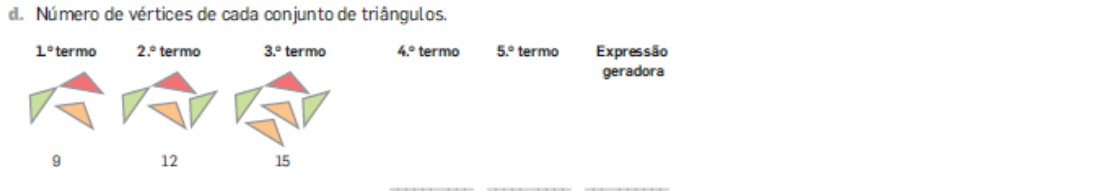 d. Número de vértices de cada conjunto de triângulos.
1.º termo 2.º termo 3.º termo 4.º termo 5.º termo Expressão
geradora
9 12 15